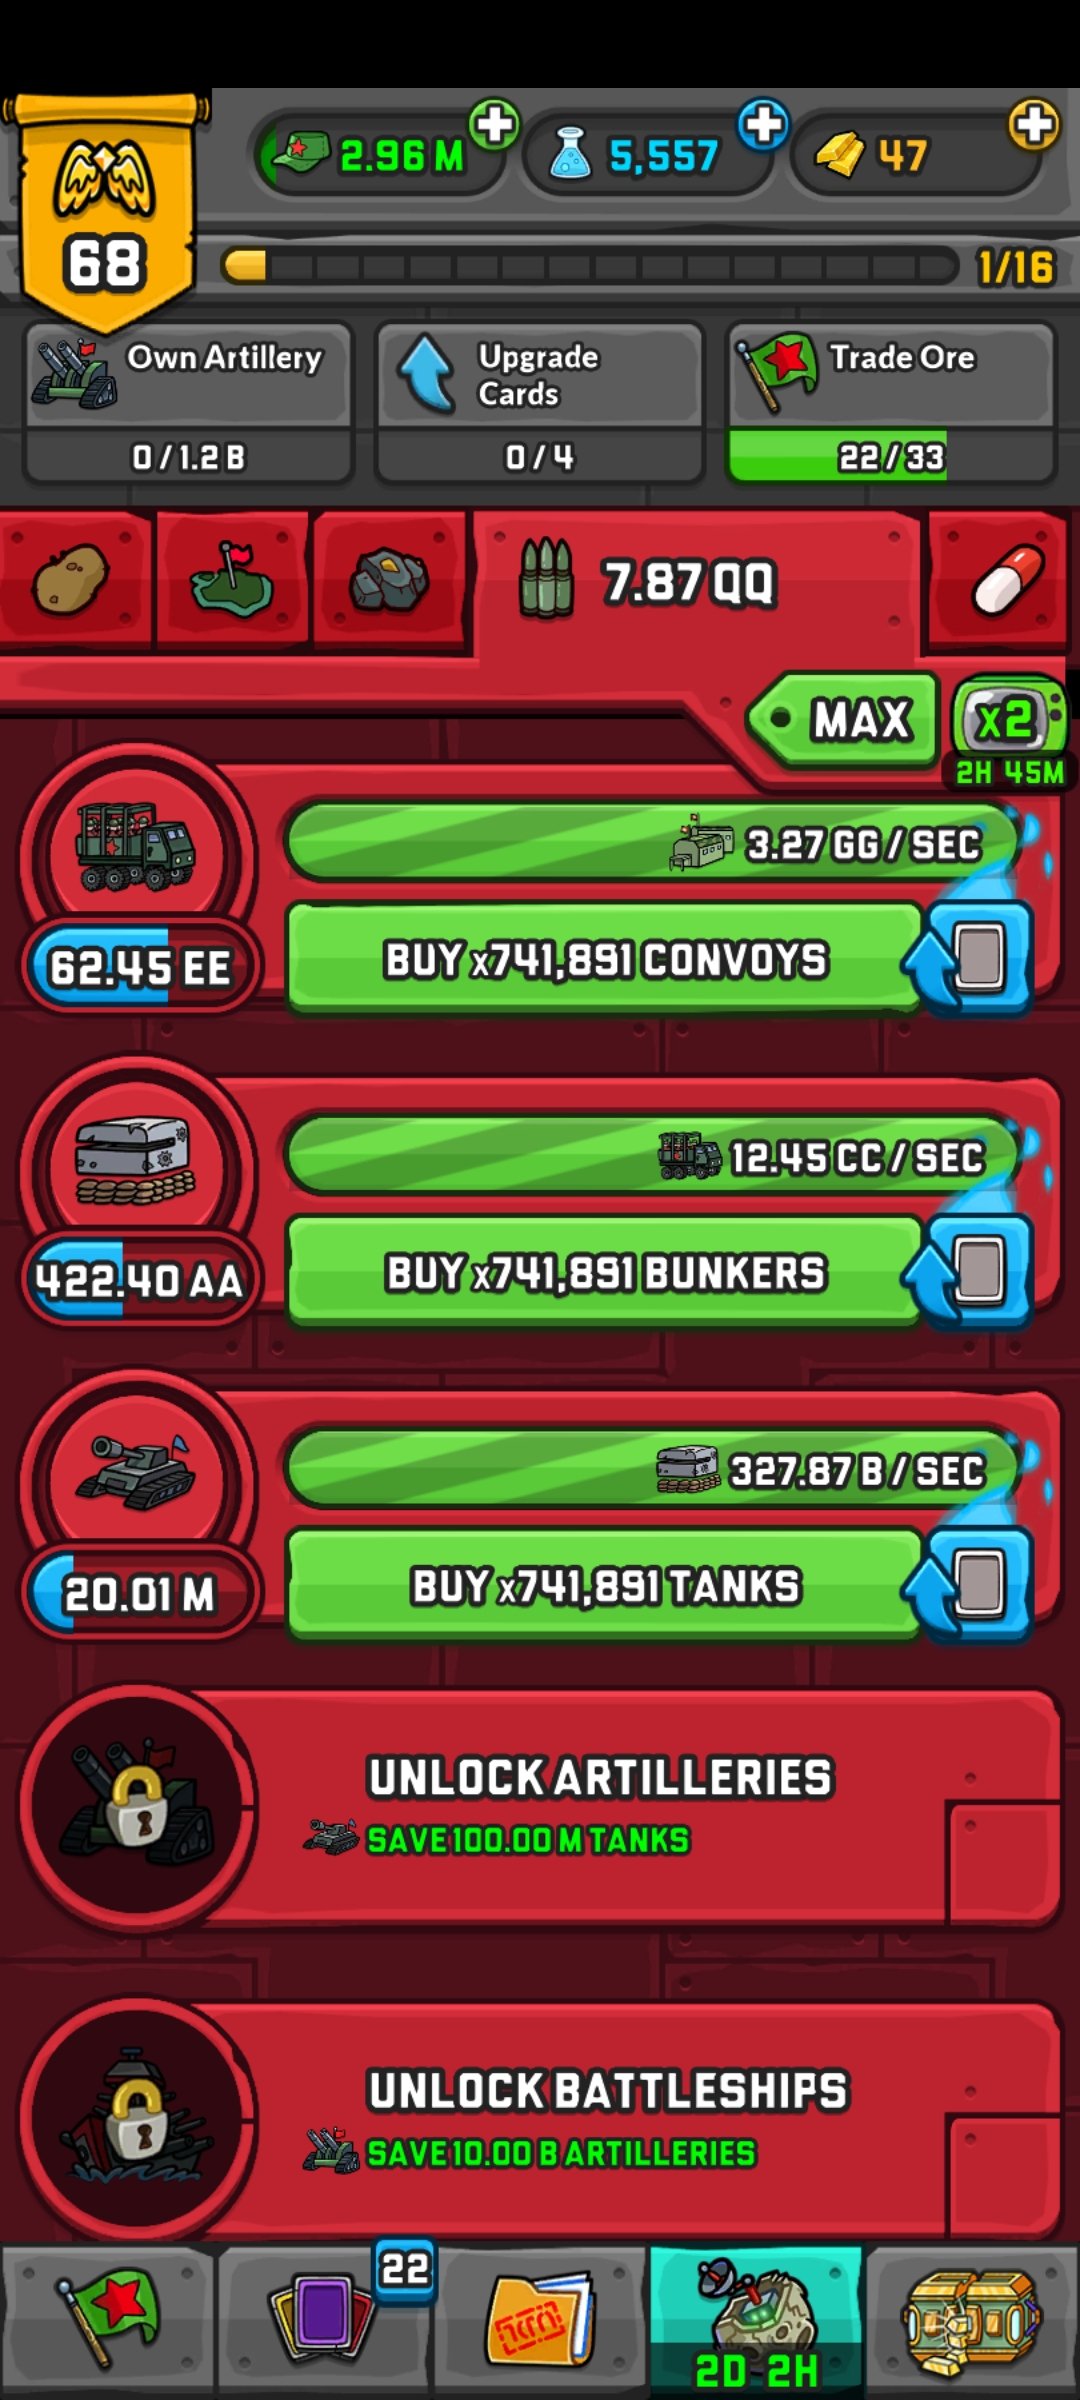 2.96 M
5,557
47
68
1/16
Own Artillery
0 / 1.2 B
Upgrade
Cards
0 / 4
Trade Ore
22 / 33
7.87 QQ
MAX
x2
2H 45M
3.27 GG / SEC
62.45 EE
BUY x741,891 CONVOYS
12.45 CC / SEC
422.40 AA
BUY x741,891 BUNKERS
327.87 B / SEC
20.01 M
BUY x741,891 TANKS
UNLOCK ARTILLERIES
SAVE 100.00 M TANKS
UNLOCK BATTLESHIPS
SAVE 10.00 B ARTILLERIES
22
2D 2H